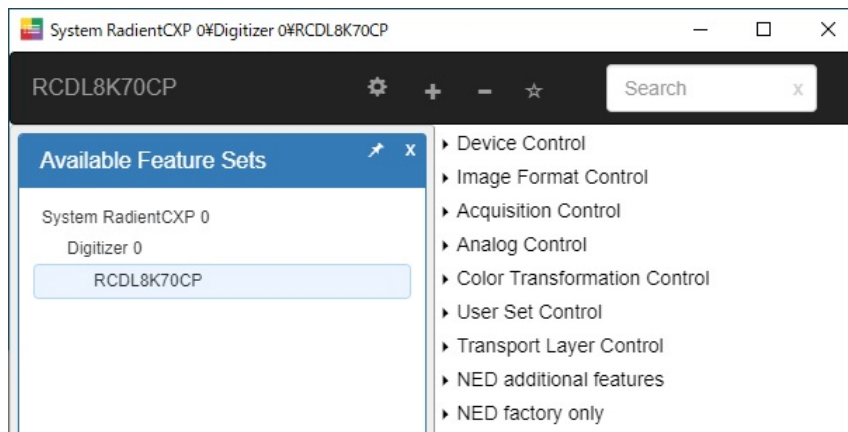 System RadientCXP 0¥Digitizer 0¥RCDL8K70CP
RCDL8K70CP
Search
x
Available Feature Sets
x
System RadientCXP 0
Digitizer 0
RCDL8K70CP
Device Control
Image Format Control
Acquisition Control
Analog Control
Color Transformation Control
User Set Control
Transport Layer Control
NED additional features
NED factory only